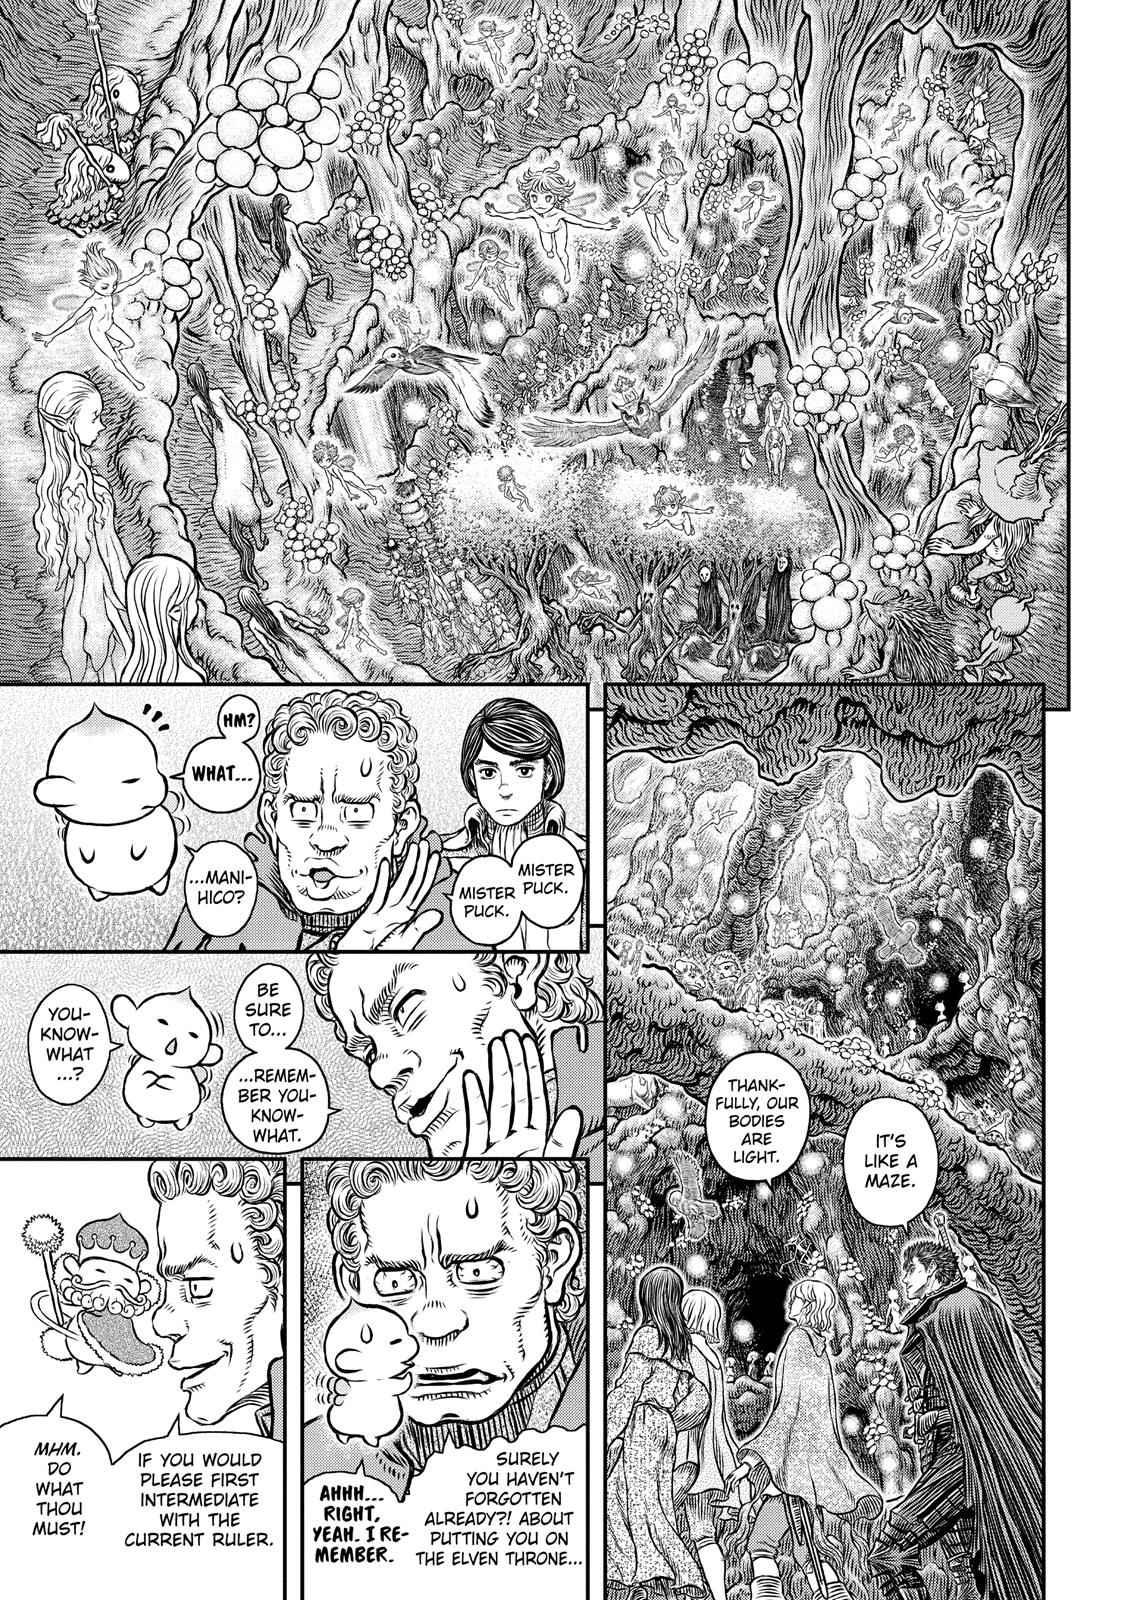 IT'S
LIKE A
MAZE.
THANK-
FULLY, OUR
BODIES
ARE
LIGHT.
MISTER
PUCK.
MISTER
PUCK.
HM?
WHAT...
...MANI-
HICO?
BE
SURE
TO...
...REMEM-
BER YOU-
KNOW-
WHAT.
YOU-
KNOW-
WHAT
...?
SURELY
YOU HAVEN'T
FORGOTTEN
ALREADY?! ABOUT
PUTTING YOU ON
THE ELVEN THRONE...
AHHH...
RIGHT,
YEAH. I RE-
MEMBER.
IF YOU WOULD
PLEASE FIRST
INTERMEDIATE
WITH THE
CURRENT RULER.
MHM.
DO
WHAT
THOU
MUST!